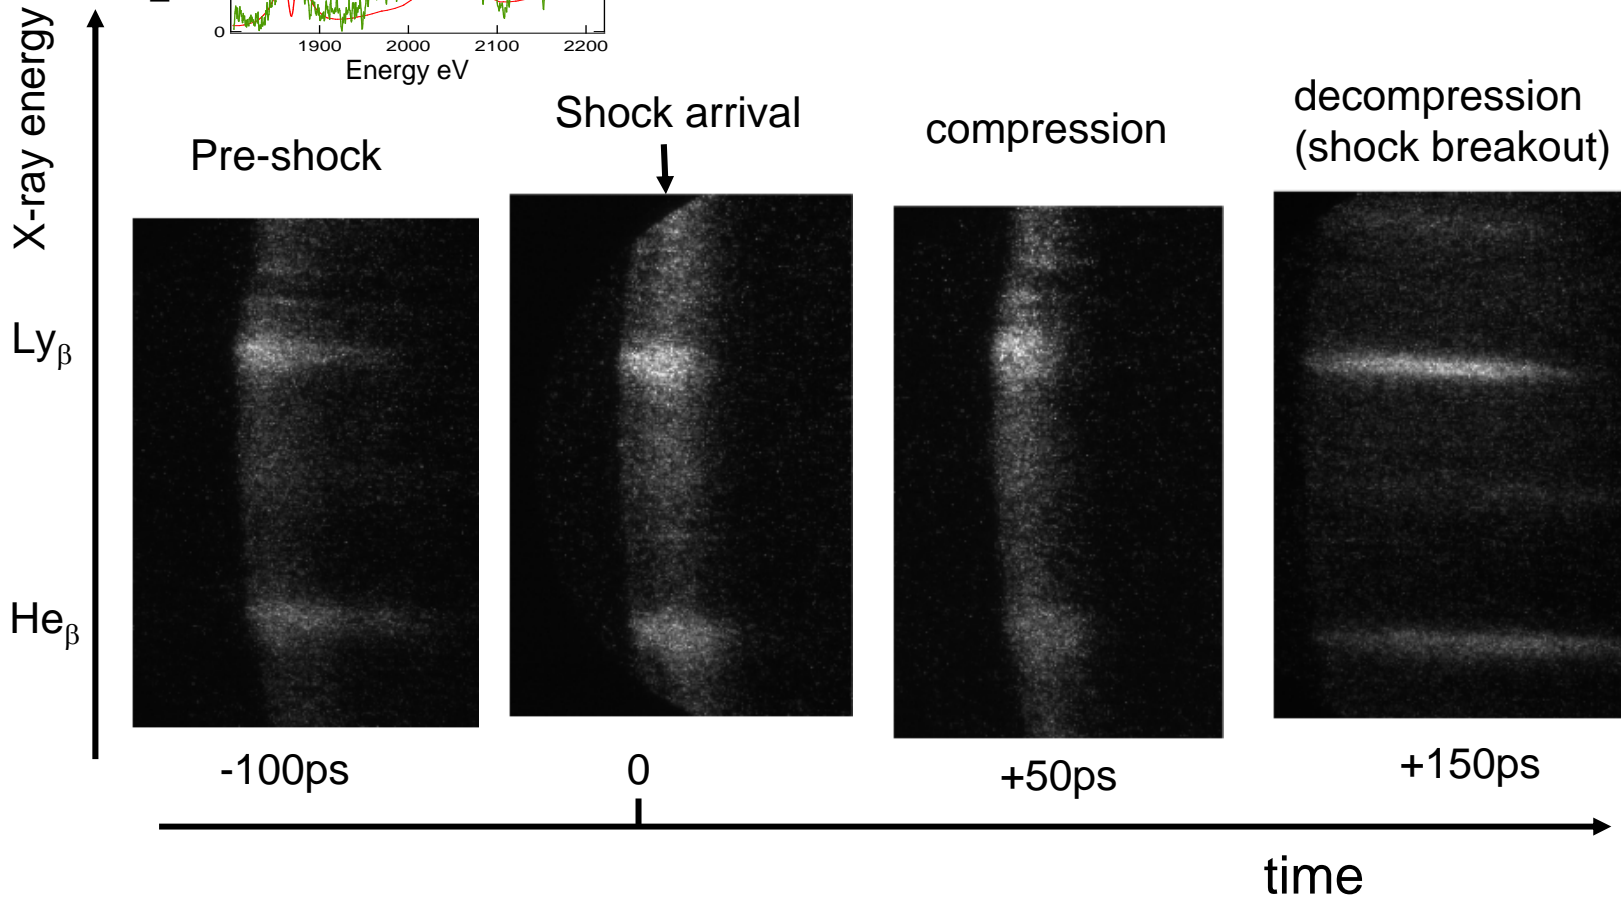 X-ray energy
0
1900 2000 2100 2200
Energy eV
Pre-shock
Shock arrival
compression
decompression
(shock breakout)
Lyβ
Heβ
-100ps
0
+50ps
+150ps
time